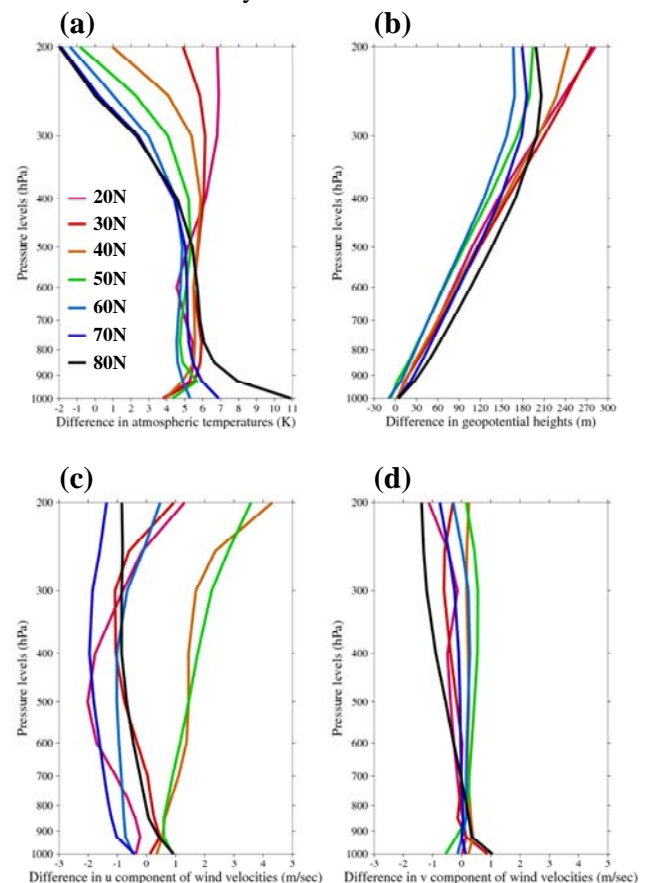 (a)
(b)
200
300
400
500
600
700
800
900
1000
Pressure levels (hPa)
20N
30N
40N
50N
60N
70N
80N
-2 -1 0 1 2 3 4 5 6 7 8 9 10 11
Difference in atmospheric temperatures (K)
200
300
400
500
600
700
800
900
1000
Pressure levels (hPa)
-30 0 30 60 90 120 150 180 210 240 270 300
Difference in geopotential heights (m)
(c)
(d)
200
300
400
500
600
700
800
900
1000
Pressure levels (hPa)
-3 -2 -1 0 1 2 3 4 5
Difference in u component of wind velocities (m/sec)
200
300
400
500
600
700
800
900
1000
Pressure levels (hPa)
-3 -2 -1 0 1 2 3 4 5
Difference in v component of wind velocities (m/sec)